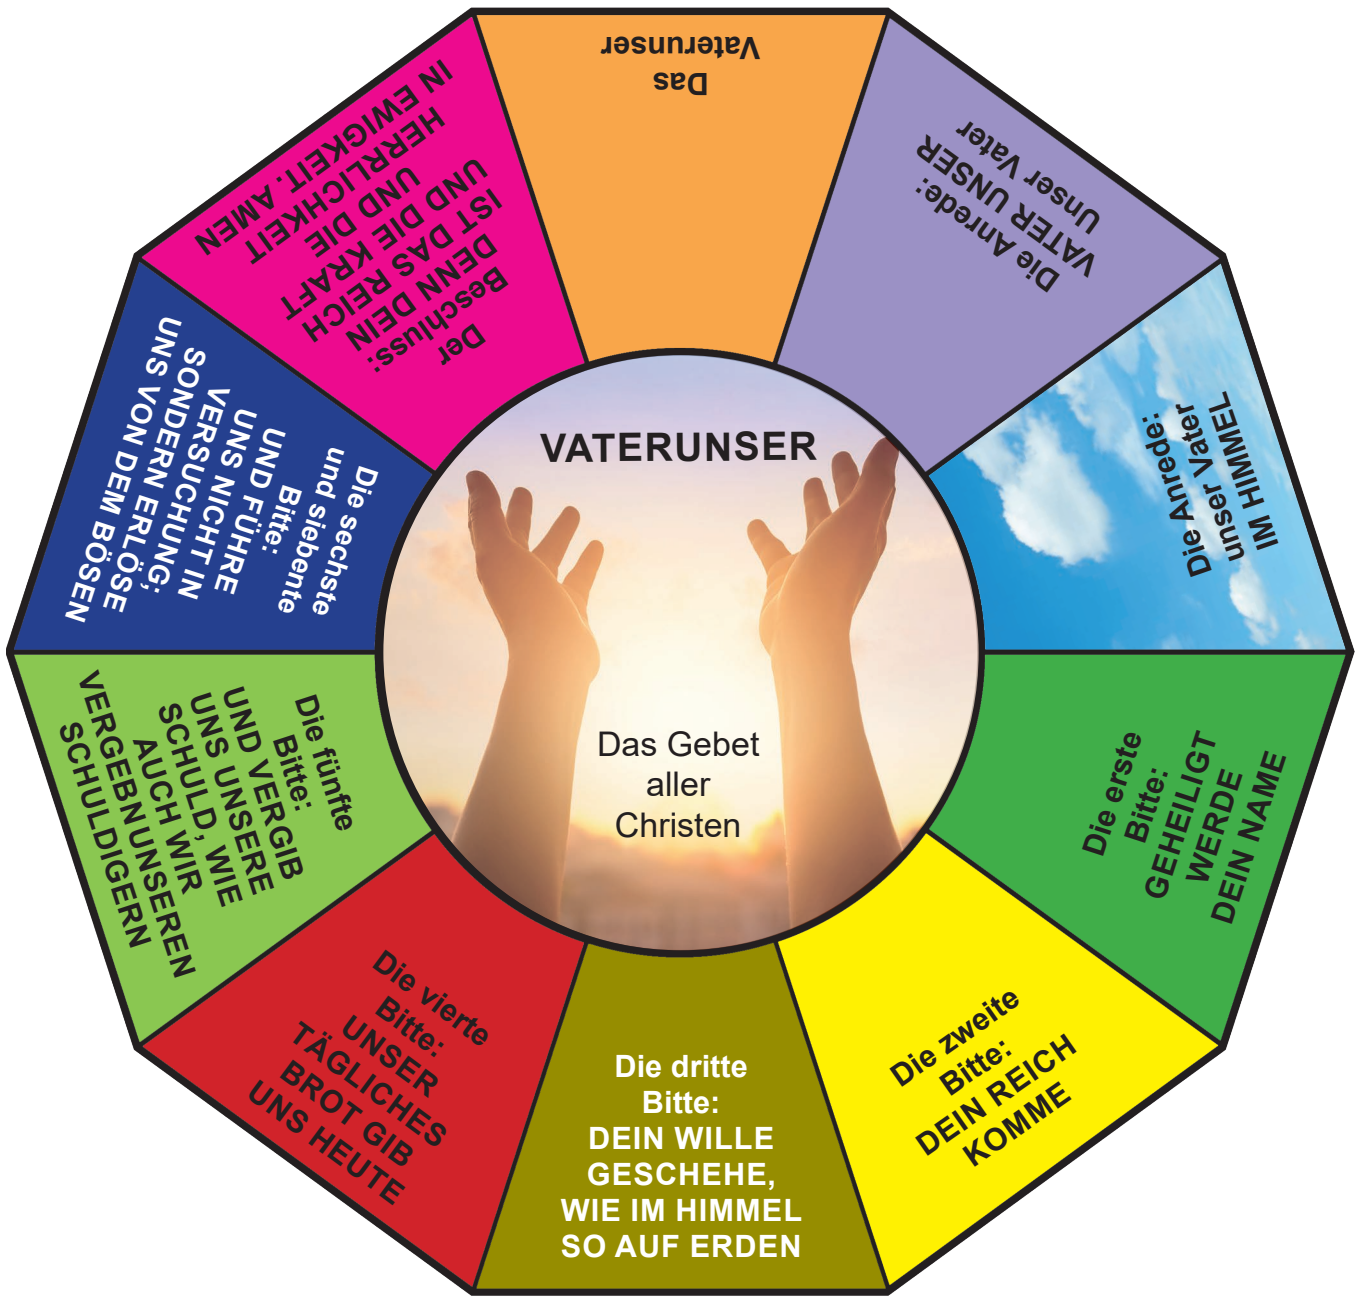 VATERUNSER
Das Gebet
aller
Christen
Das
Vaterunser
Die Anrede:
VATER UNSER
Unser Vater
Die Anrede:
unser Vater
IM HIMMEL
Die erste
Bitte:
GEHEILIGT
WERDE
DEIN NAME
Die zweite
Bitte:
DEIN REICH
KOMME
Die dritte
Bitte:
DEIN WILLE
GESCHEHE,
WIE IM HIMMEL
SO AUF ERDEN
Die vierte
Bitte:
UNSER
TÄGLICHES
BROT GIB
UNS HEUTE
Die fünfte
Bitte:
UND VERGIB
UNS UNSERE
SCHULD, WIE
AUCH WIR
VERGEBN UNSEREN
SCHULDIGERN
Die sechste
und siebente
Bitte:
UND FÜHRE
UNS NICHT IN
VERSUCHUNG;
SONDERN ERLÖSE
UNS VON DEM BÖSEN
Der
Beschluss:
DENN DEIN
IST DAS REICH
UND DIE KRAFT
UND DIE
HERRLICHKEIT
IN EWIGKEIT. AMEN